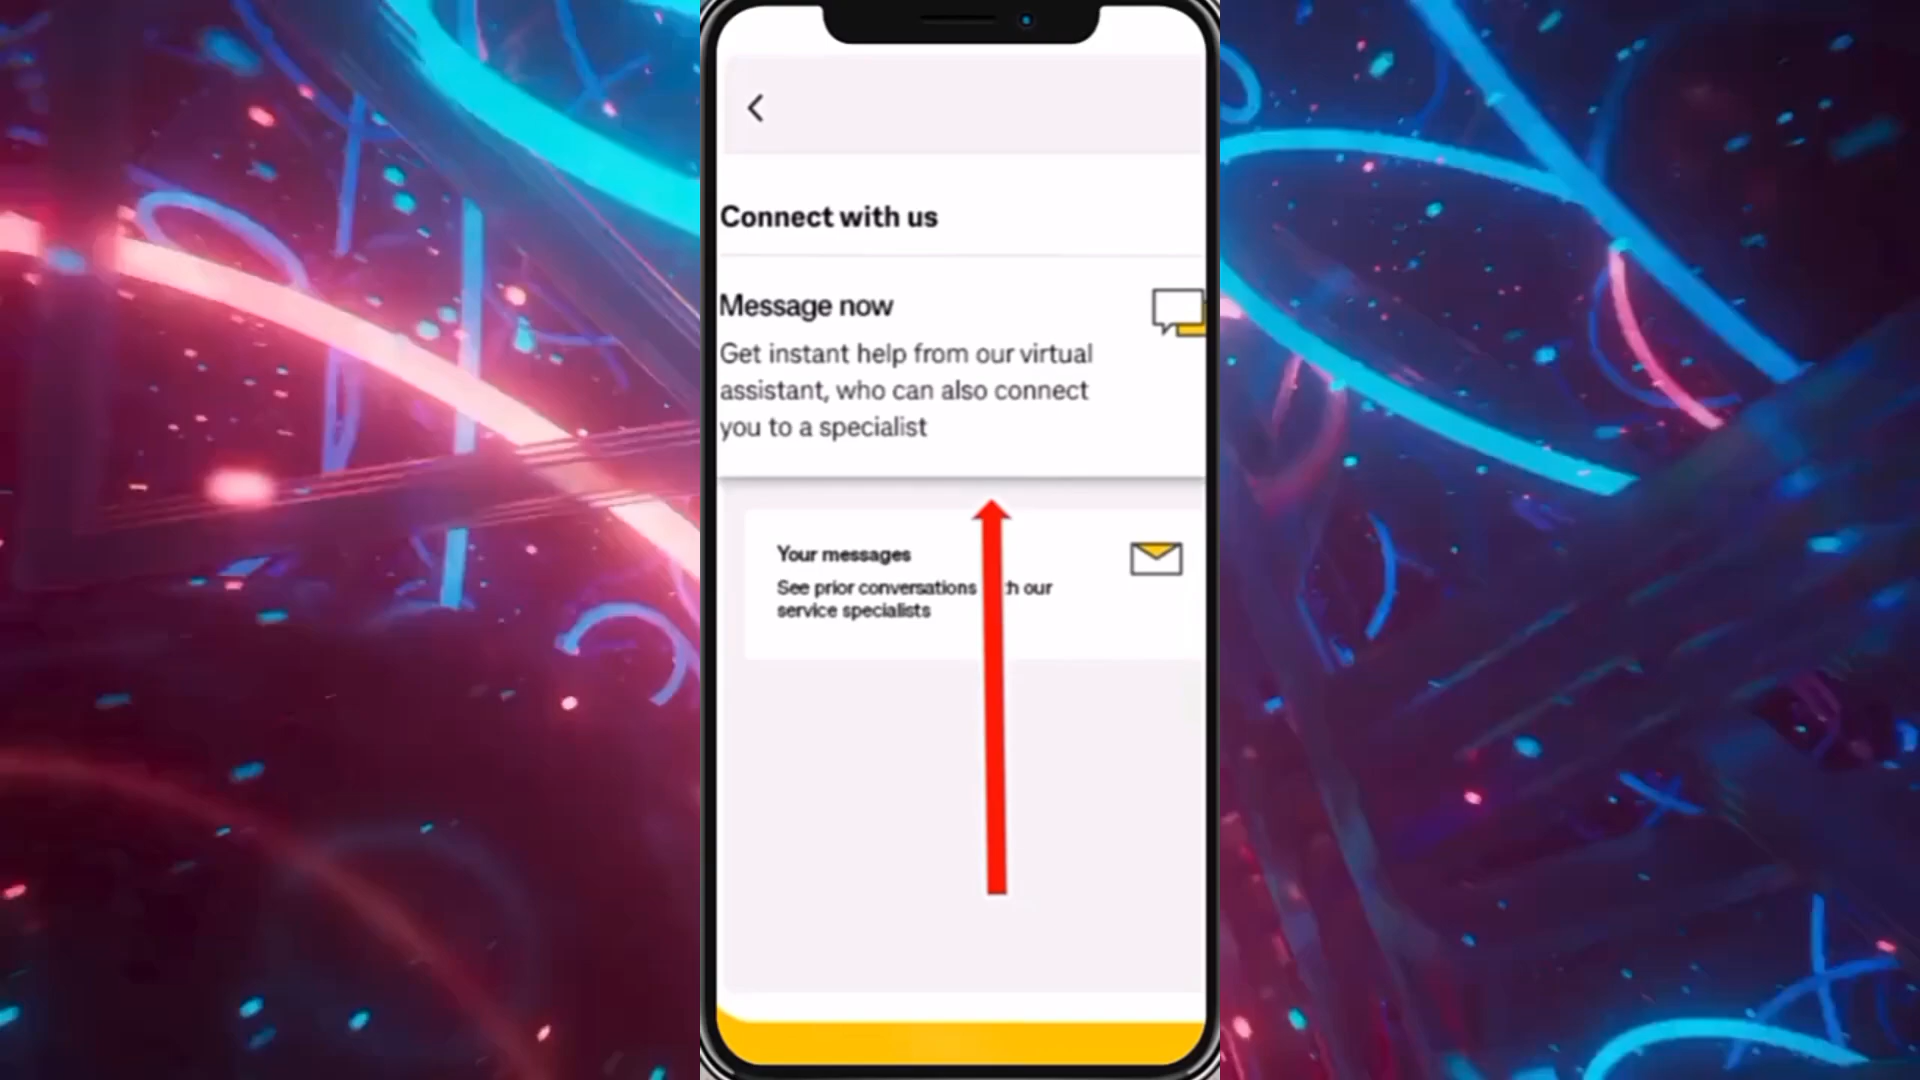 Connect with us
Message now
Get instant help from our virtual
assistant, who can also connect
you to a specialist
Your messages
See prior conversations our
service specialists